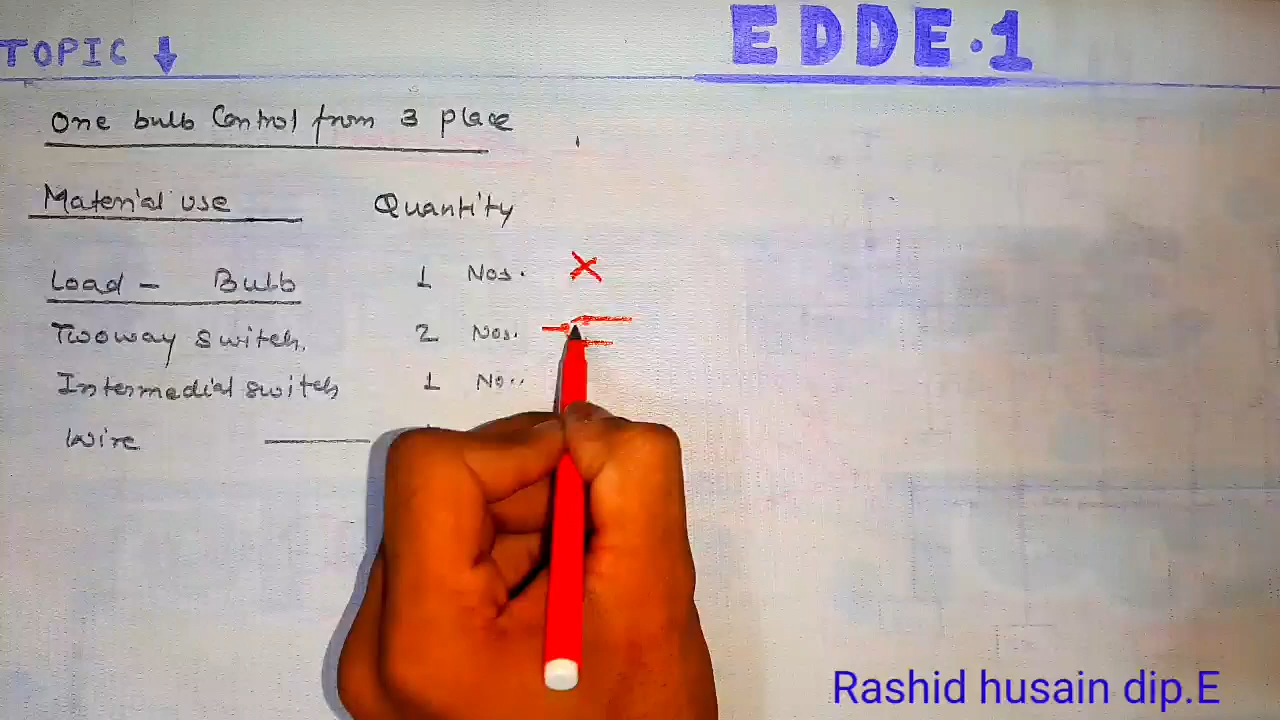 TOPIC ↓
EDDE.1
One bulb Control from 3 place
Material use Quantity
Load - Bulb 1 Nos.
Twoway switch. 2 Nos.
Intermedial switch 1 No..
Wire
Rashid husain dip.E